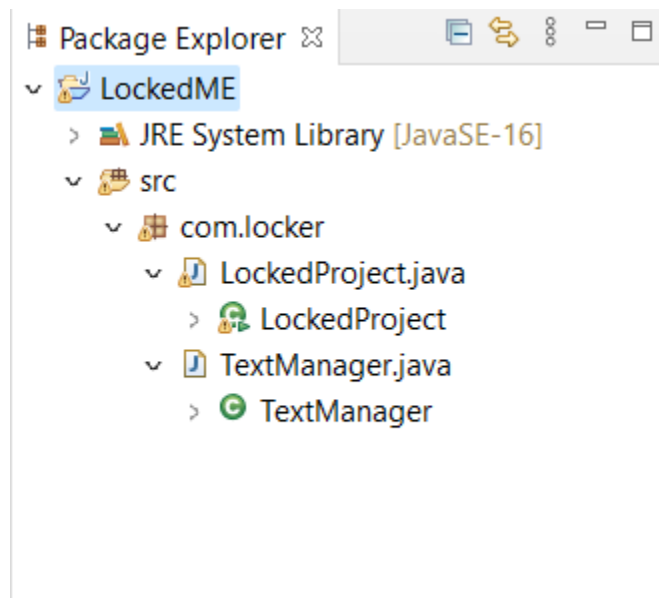 Package Explorer
LockedME
JRE System Library [JavaSE-16]
src
com.locker
LockedProject.java
LockedProject
TextManager.java
TextManager